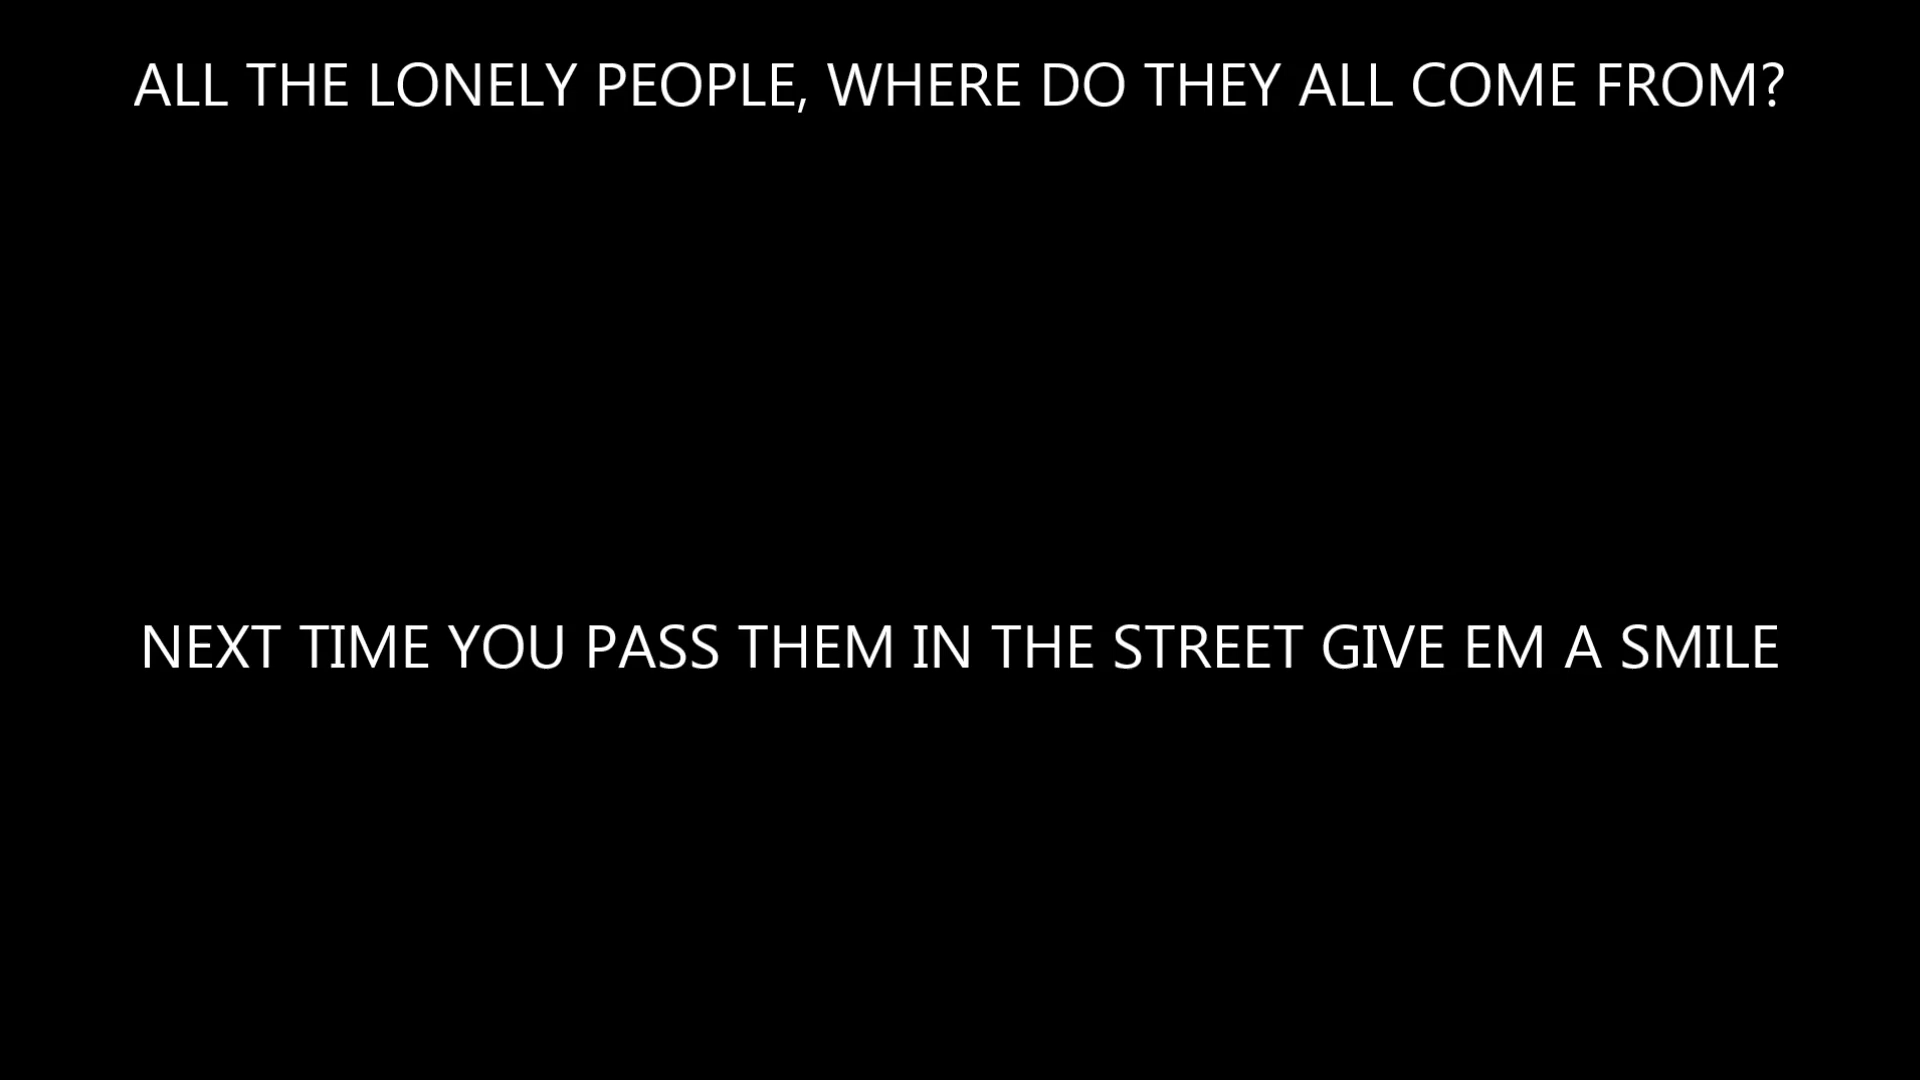 ALL THE LONELY PEOPLE, WHERE DO THEY ALL COME FROM?
NEXT TIME YOU PASS THEM IN THE STREET GIVE EM A SMILE